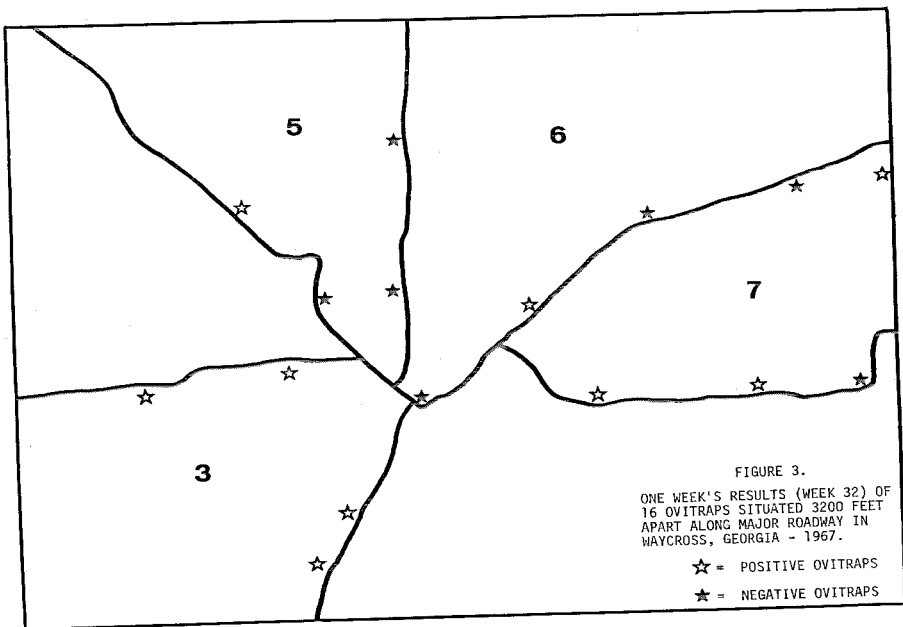 5
6
7
3
FIGURE 3.
ONE WEEK'S RESULTS (WEEK 32) OF
16 OVITRAPS SITUATED 3200 FEET
APART ALONG MAJOR ROADWAY IN
WAYCROSS, GEORGIA - 1967.
☆ = POSITIVE OVITRAPS
★ = NEGATIVE OVITRAPS